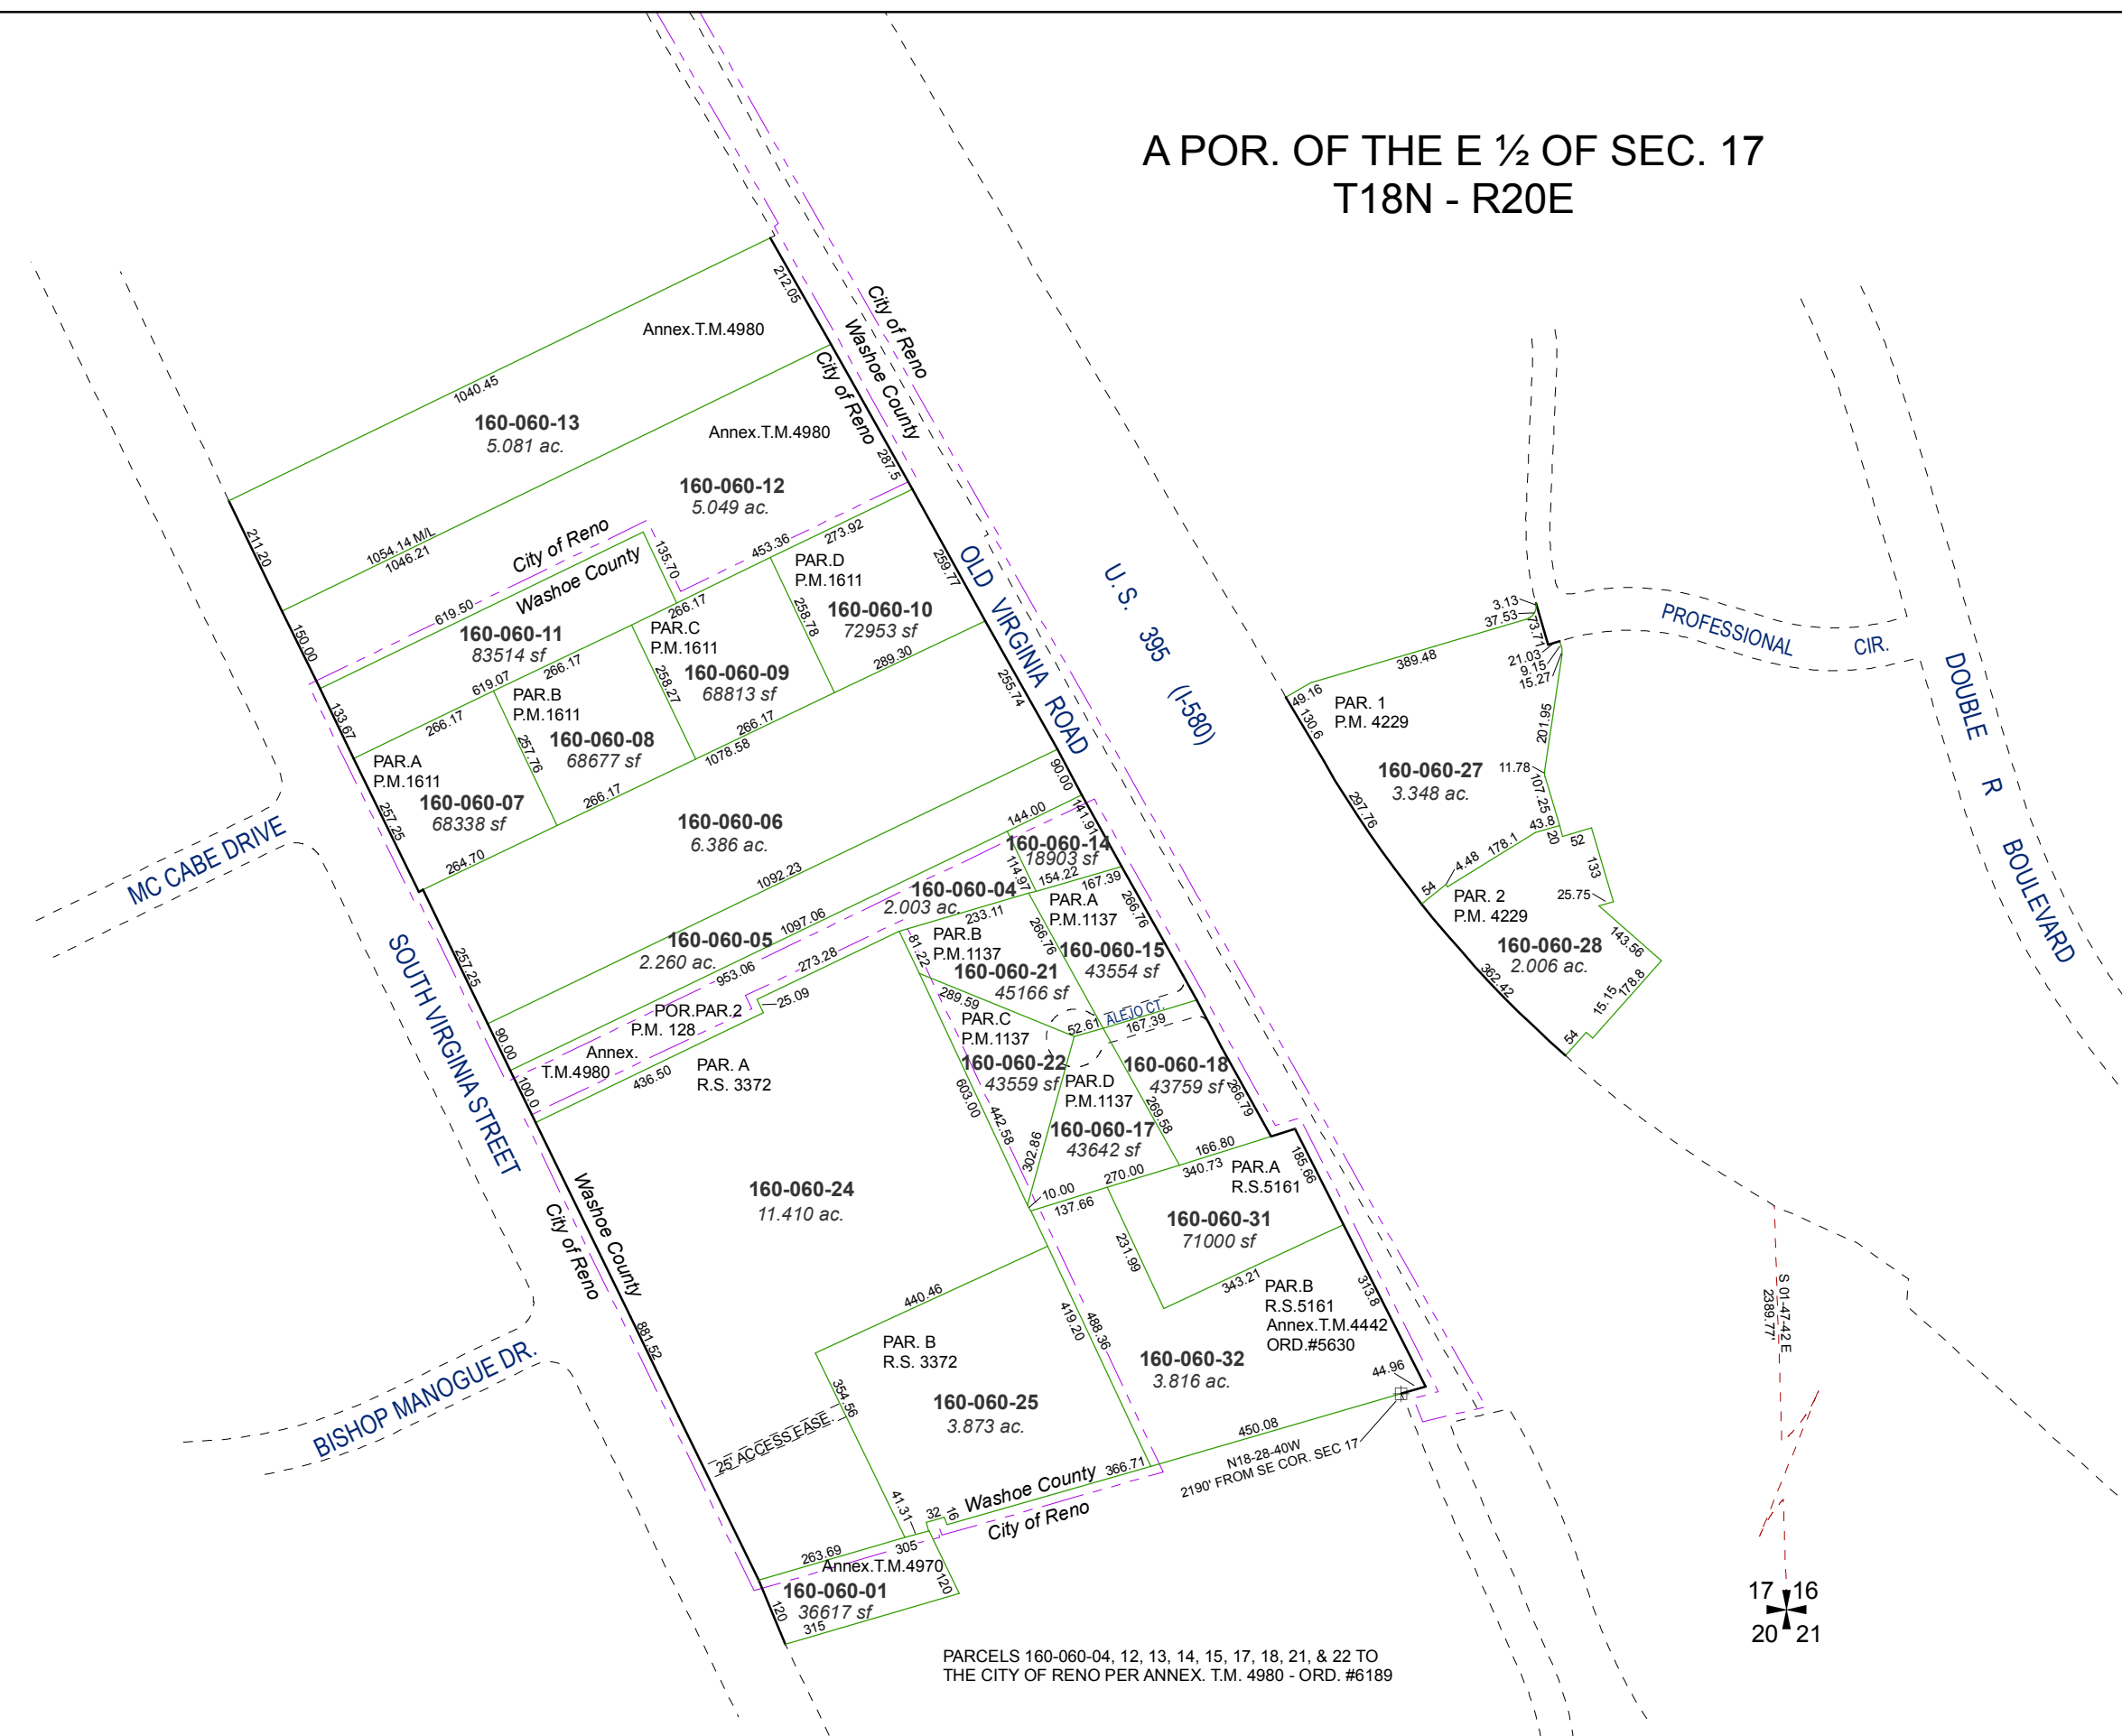 A POR. OF THE E ½ OF SEC. 17
T18N - R20E
212.05
City of Reno
Washoe County
City of Reno
Annex.T.M.4980
1040.45
160-060-13
5.081 ac.
Annex.T.M.4980
287.5
160-060-12
5.049 ac.
211.20
1054.14 M/L
1046.21
City of Reno
Washoe County
135.70
453.36
273.92
619.50
150.00
160-060-11
83514 sf
266.17
PAR.D
P.M.1611
258.78
160-060-10
72953 sf
259.77
OLD VIRGINIA ROAD
U.S. 395 (I-580)
PAR.C
P.M.1611
258.27
160-060-09
68813 sf
289.30
255.74
133.67
619.07
266.17
266.17
PAR.B
P.M.1611
257.76
160-060-08
68677 sf
266.17
1078.58
PAR.A
P.M.1611
160-060-07
68338 sf
257.25
266.17
264.70
160-060-06
6.386 ac.
90.00
141.91
144.00
MC CABE DRIVE
1092.23
160-060-14
18903 sf
114.97
154.22
167.39
160-060-04
2.003 ac.
233.11
PAR.A
P.M.1137
266.76
1097.06
160-060-05
2.260 ac.
SOUTH VIRGINIA STREET
257.25
953.06
273.28
25.09
81.22
PAR.B
P.M.1137
266.76
160-060-15
43554 sf
160-060-21
45166 sf
289.59
POR.PAR.2
P.M. 128
PAR.C
P.M.1137
52.61
ALEJO CT.
167.39
90.00
100.0
Annex.
T.M.4980
436.50
PAR. A
R.S. 3372
160-060-22
43559 sf
160-060-18
43759 sf
266.79
603.00
442.58
PAR.D
P.M.1137
269.58
160-060-17
43642 sf
302.86
166.80
185.66
270.00
340.73
PAR.A
R.S.5161
10.00
137.66
160-060-24
11.410 ac.
160-060-31
71000 sf
231.99
343.21
Washoe County
City of Reno
881.52
440.46
419.20
488.36
313.8
PAR.B
R.S.5161
Annex.T.M.4442
ORD.#5630
160-060-32
3.816 ac.
44.96
BISHOP MANOGUE DR.
PAR. B
R.S. 3372
354.56
160-060-25
3.873 ac.
25' ACCESS EASE.
450.08
N18-28-40W
2190' FROM SE COR. SEC 17
366.71
Washoe County
City of Reno
41.31
32
16
263.69
305
Annex.T.M.4970
120
160-060-01
36617 sf
120
315
PARCELS 160-060-04, 12, 13, 14, 15, 17, 18, 21, & 22 TO
THE CITY OF RENO PER ANNEX. T.M. 4980 - ORD. #6189
3.13
37.53
73.71
PROFESSIONAL CIR.
DOUBLE R BOULEVARD
389.48
21.03
9.15
15.27
49.16
130.6
PAR. 1
P.M. 4229
201.95
160-060-27
3.348 ac.
11.78
107.25
297.76
43.8
20
52
178.1
4.48
54
133
PAR. 2
P.M. 4229
25.75
160-060-28
2.006 ac.
143.56
178.8
15.15
362.42
54
S 01-47-42 E
2389.77'
17 16
20 21